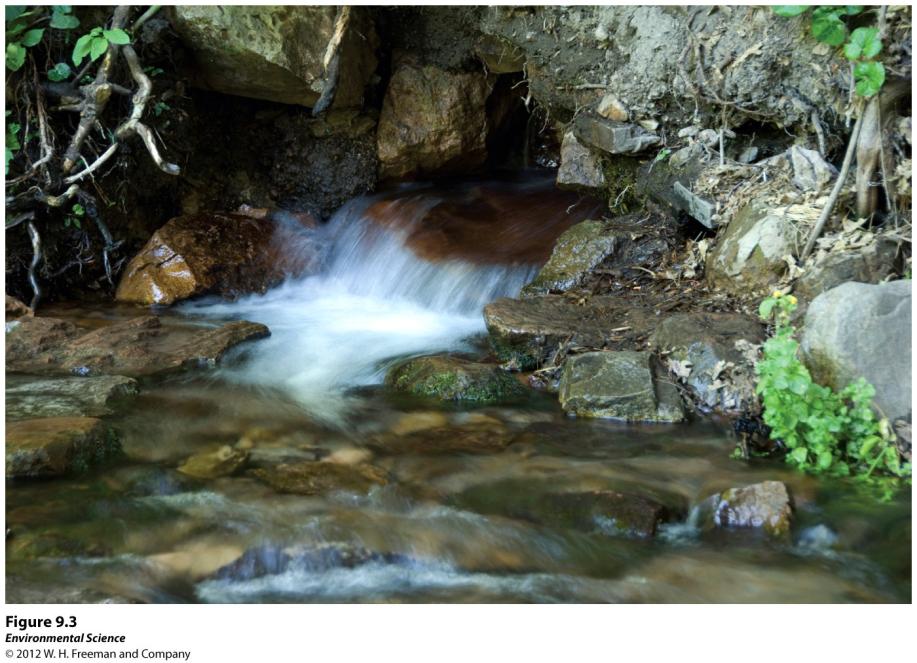 Figure 9.3
Environmental Science
© 2012 W. H. Freeman and Company